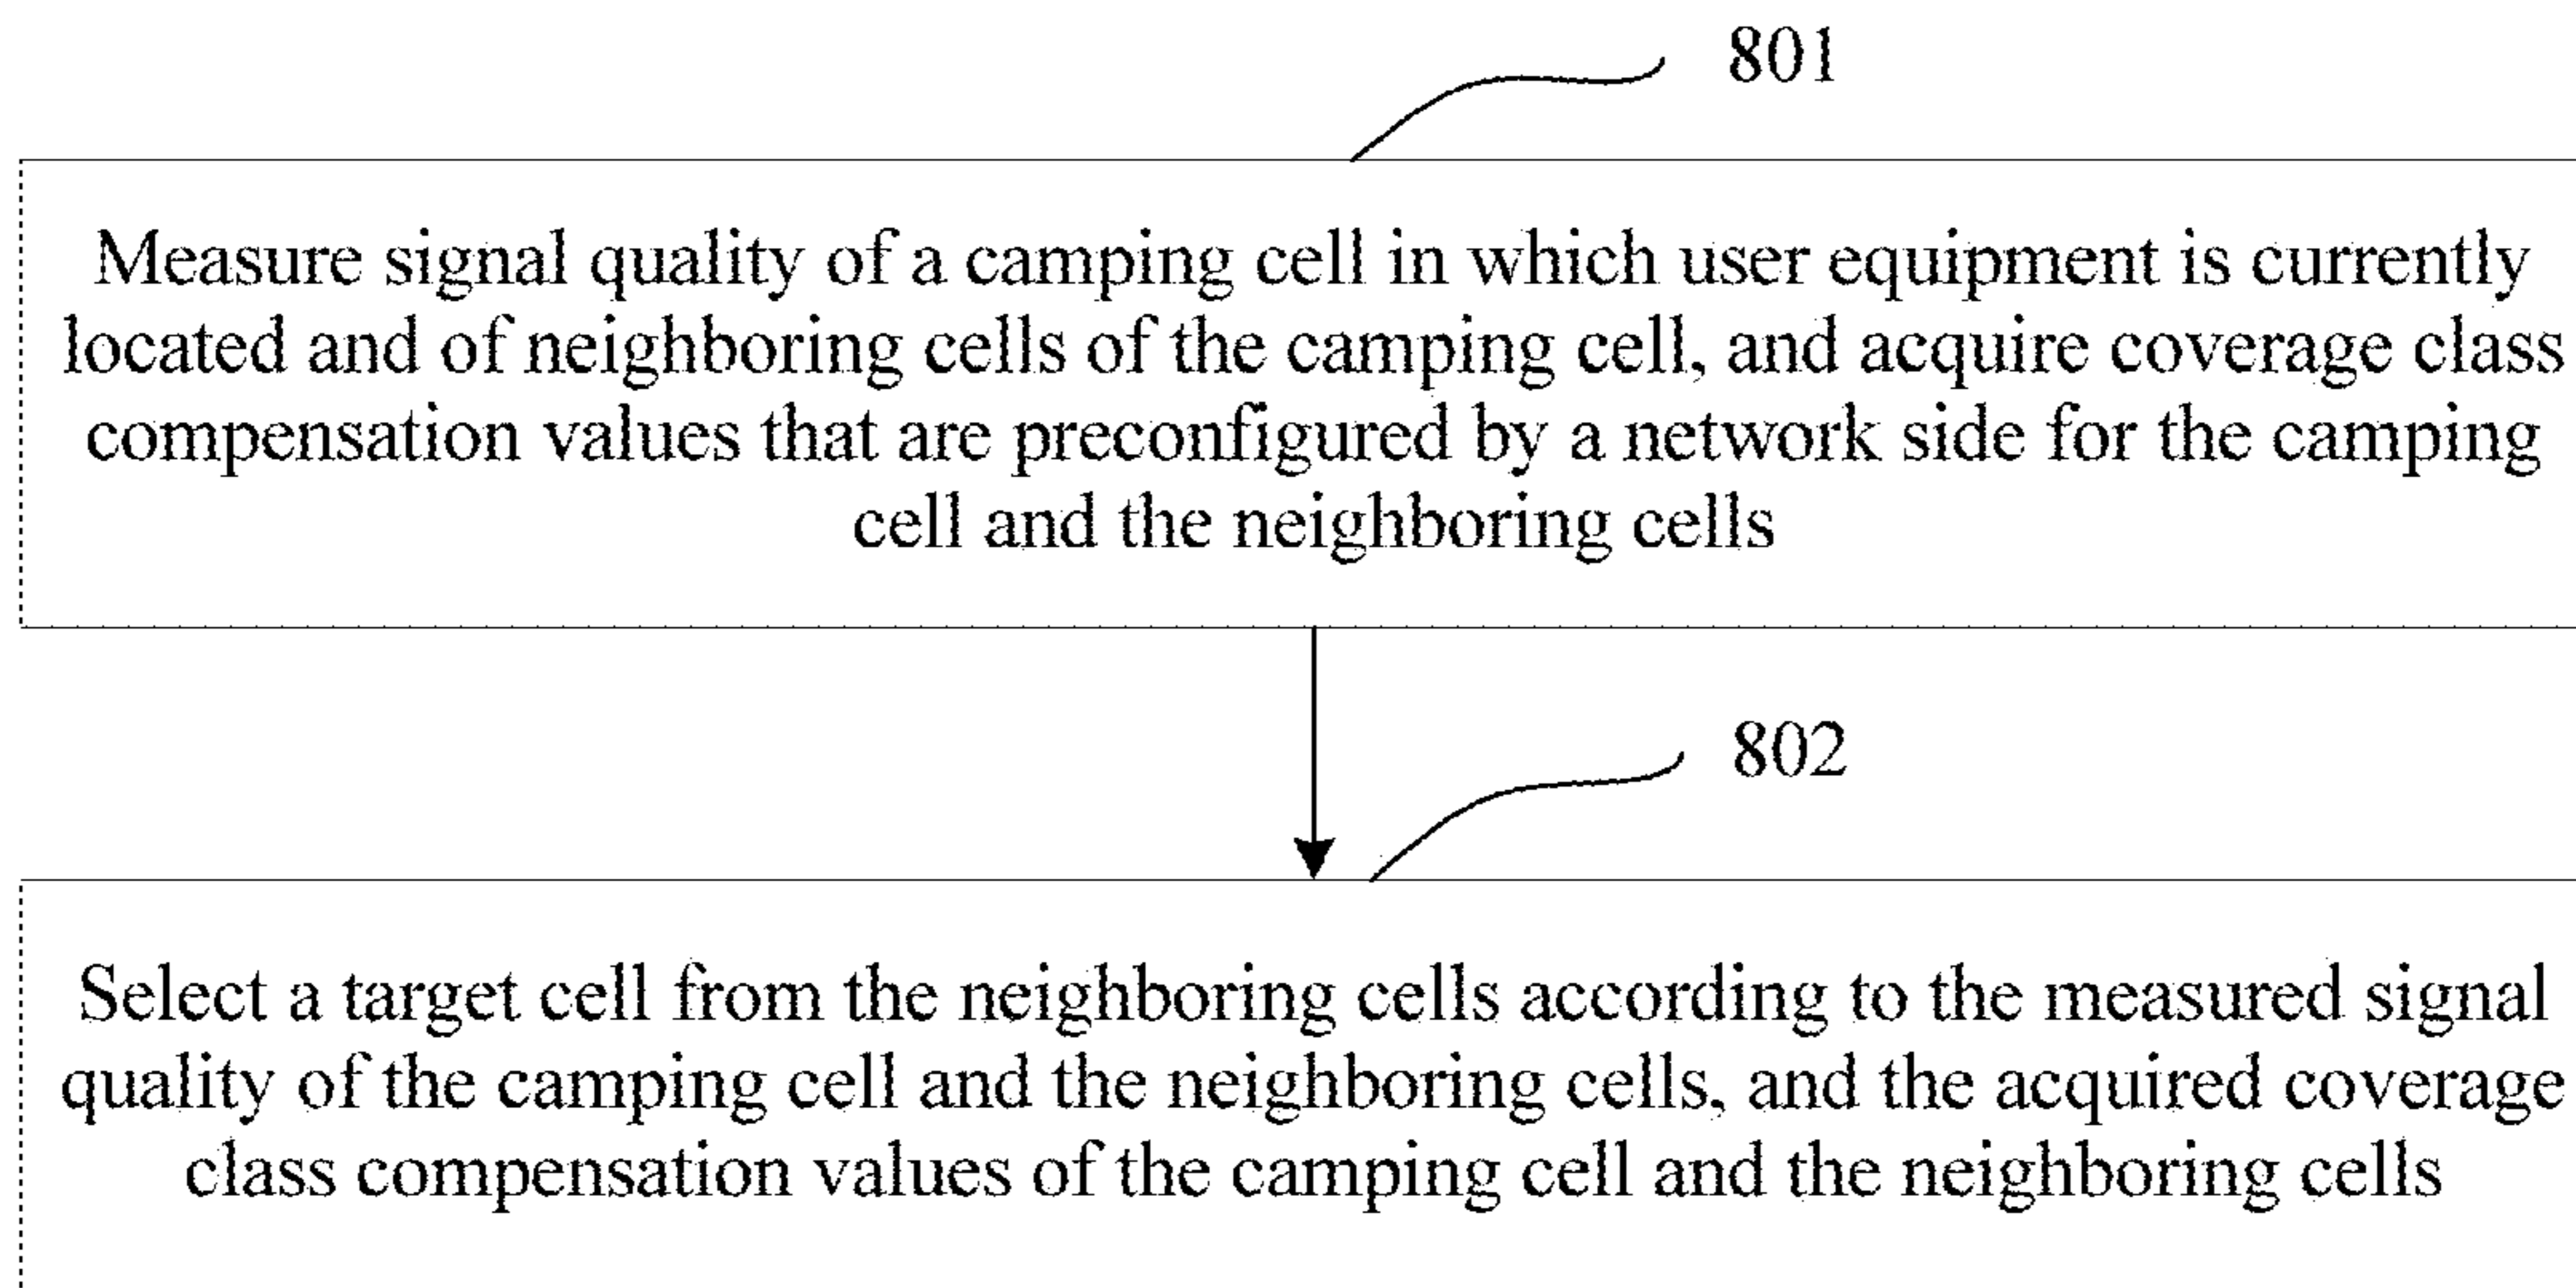 801
Measure signal quality of a camping cell in which user equipment is currently
located and of neighboring cells of the camping cell, and acquire coverage class
compensation values that are preconfigured by a network side for the camping
cell and the neighboring cells
802
Select a target cell from the neighboring cells according to the measured signal
quality of the camping cell and the neighboring cells, and the acquired coverage
class compensation values of the camping cell and the neighboring cells